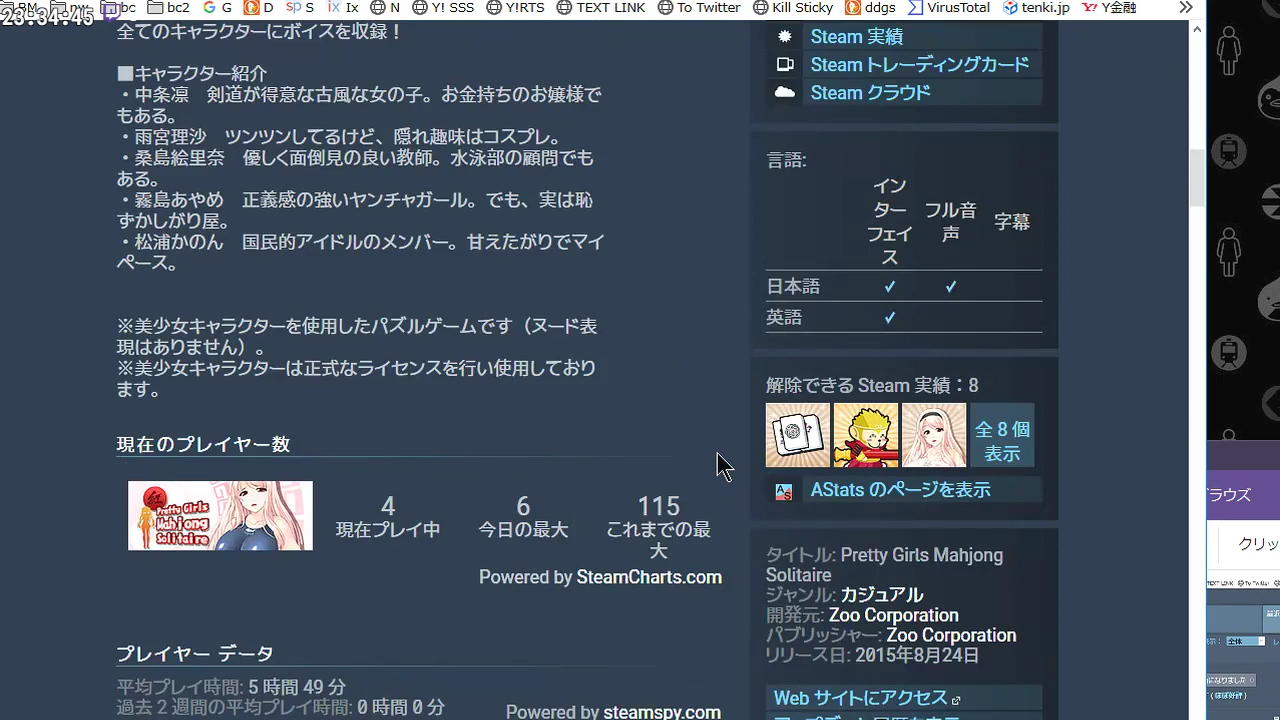 23:34:45
BM
my
bc
bc2
G
D
S
Ix
N
Y! SSS
Y!RTS
TEXT LINK
To Twitter
Kill Sticky
ddgs
VirusTotal
tenki.jp
Y金融
全てのキャラクターにボイスを収録！
■キャラクター紹介
・中条凛　剣道が得意な古風な女の子。お金持ちのお嬢様で
もある。
・雨宮理沙　ツンツンしてるけど、隠れ趣味はコスプレ。
・桑島絵里奈　優しく面倒見の良い教師。水泳部の顧問でも
ある。
・霧島あやめ　正義感の強いヤンチャガール。でも、実は恥
ずかしがり屋。
・松浦かのん　国民的アイドルのメンバー。甘えたがりでマイ
ペース。
※美少女キャラクターを使用したパズルゲームです（ヌード表
現はありません）。
※美少女キャラクターは正式なライセンスを行い使用しており
ます。
現在のプレイヤー数
紅
Pretty Girls
Mahjong
Solitaire
4
現在プレイ中
6
今日の最大
115
これまでの最
大
Powered by SteamCharts.com
プレイヤー データ
平均プレイ時間: 5 時間 49 分
過去 2 週間の平均プレイ時間: 0 時間 0 分
Powered by steamspy.com
Steam 実績
Steam トレーディングカード
Steam クラウド
言語:
イン
ター
フェイ
ス
フル音
声
字幕
日本語 ✓ ✓
英語 ✓
解除できる Steam 実績：8
全 8 個
表示
AStats のページを表示
タイトル: Pretty Girls Mahjong
Solitaire
ジャンル: カジュアル
開発元: Zoo Corporation
パブリッシャー: Zoo Corporation
リリース日: 2015年8月24日
Web サイトにアクセス
ブラウズ
クリッ
TEXT LINK
全体